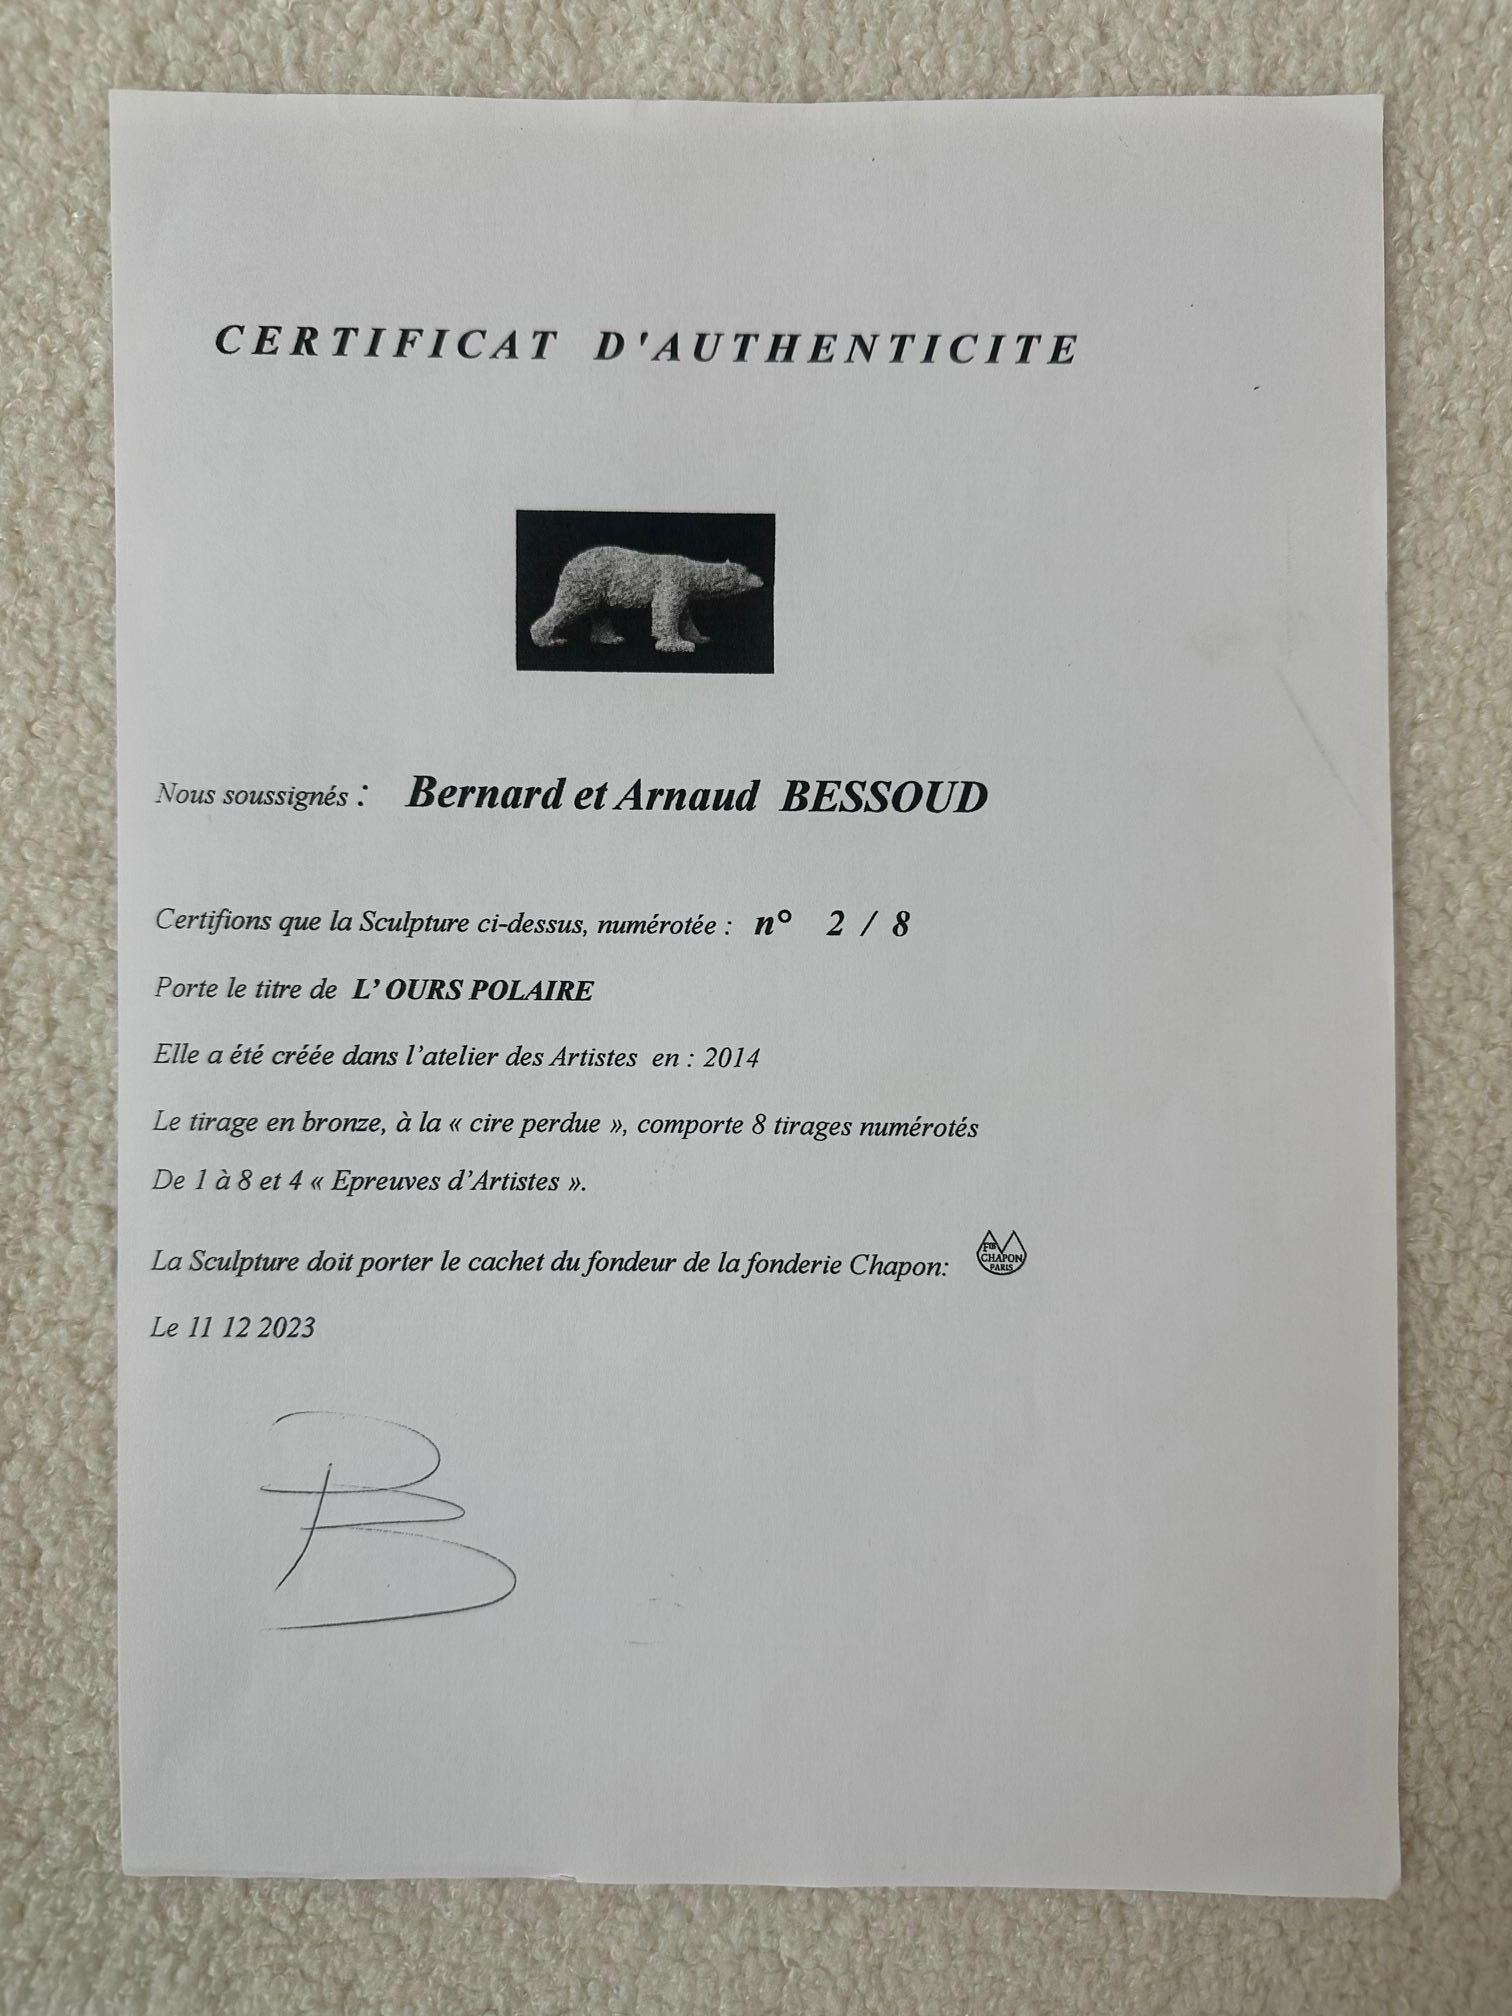 CERTIFICAT D'AUTHENTICITE
Nous soussignés : Bernard et Arnaud BESSOUD
Certifions que la Sculpture ci-dessus, numérotée : n° 2 / 8
Porte le titre de L’ OURS POLAIRE
Elle a été créée dans l’atelier des Artistes en : 2014
Le tirage en bronze, à la « cire perdue », comporte 8 tirages numérotés
De 1 à 8 et 4 « Epreuves d’Artistes ».
La Sculpture doit porter le cachet du fondeur de la fonderie Chapon:
CHAPON
PARIS
Le 11 12 2023